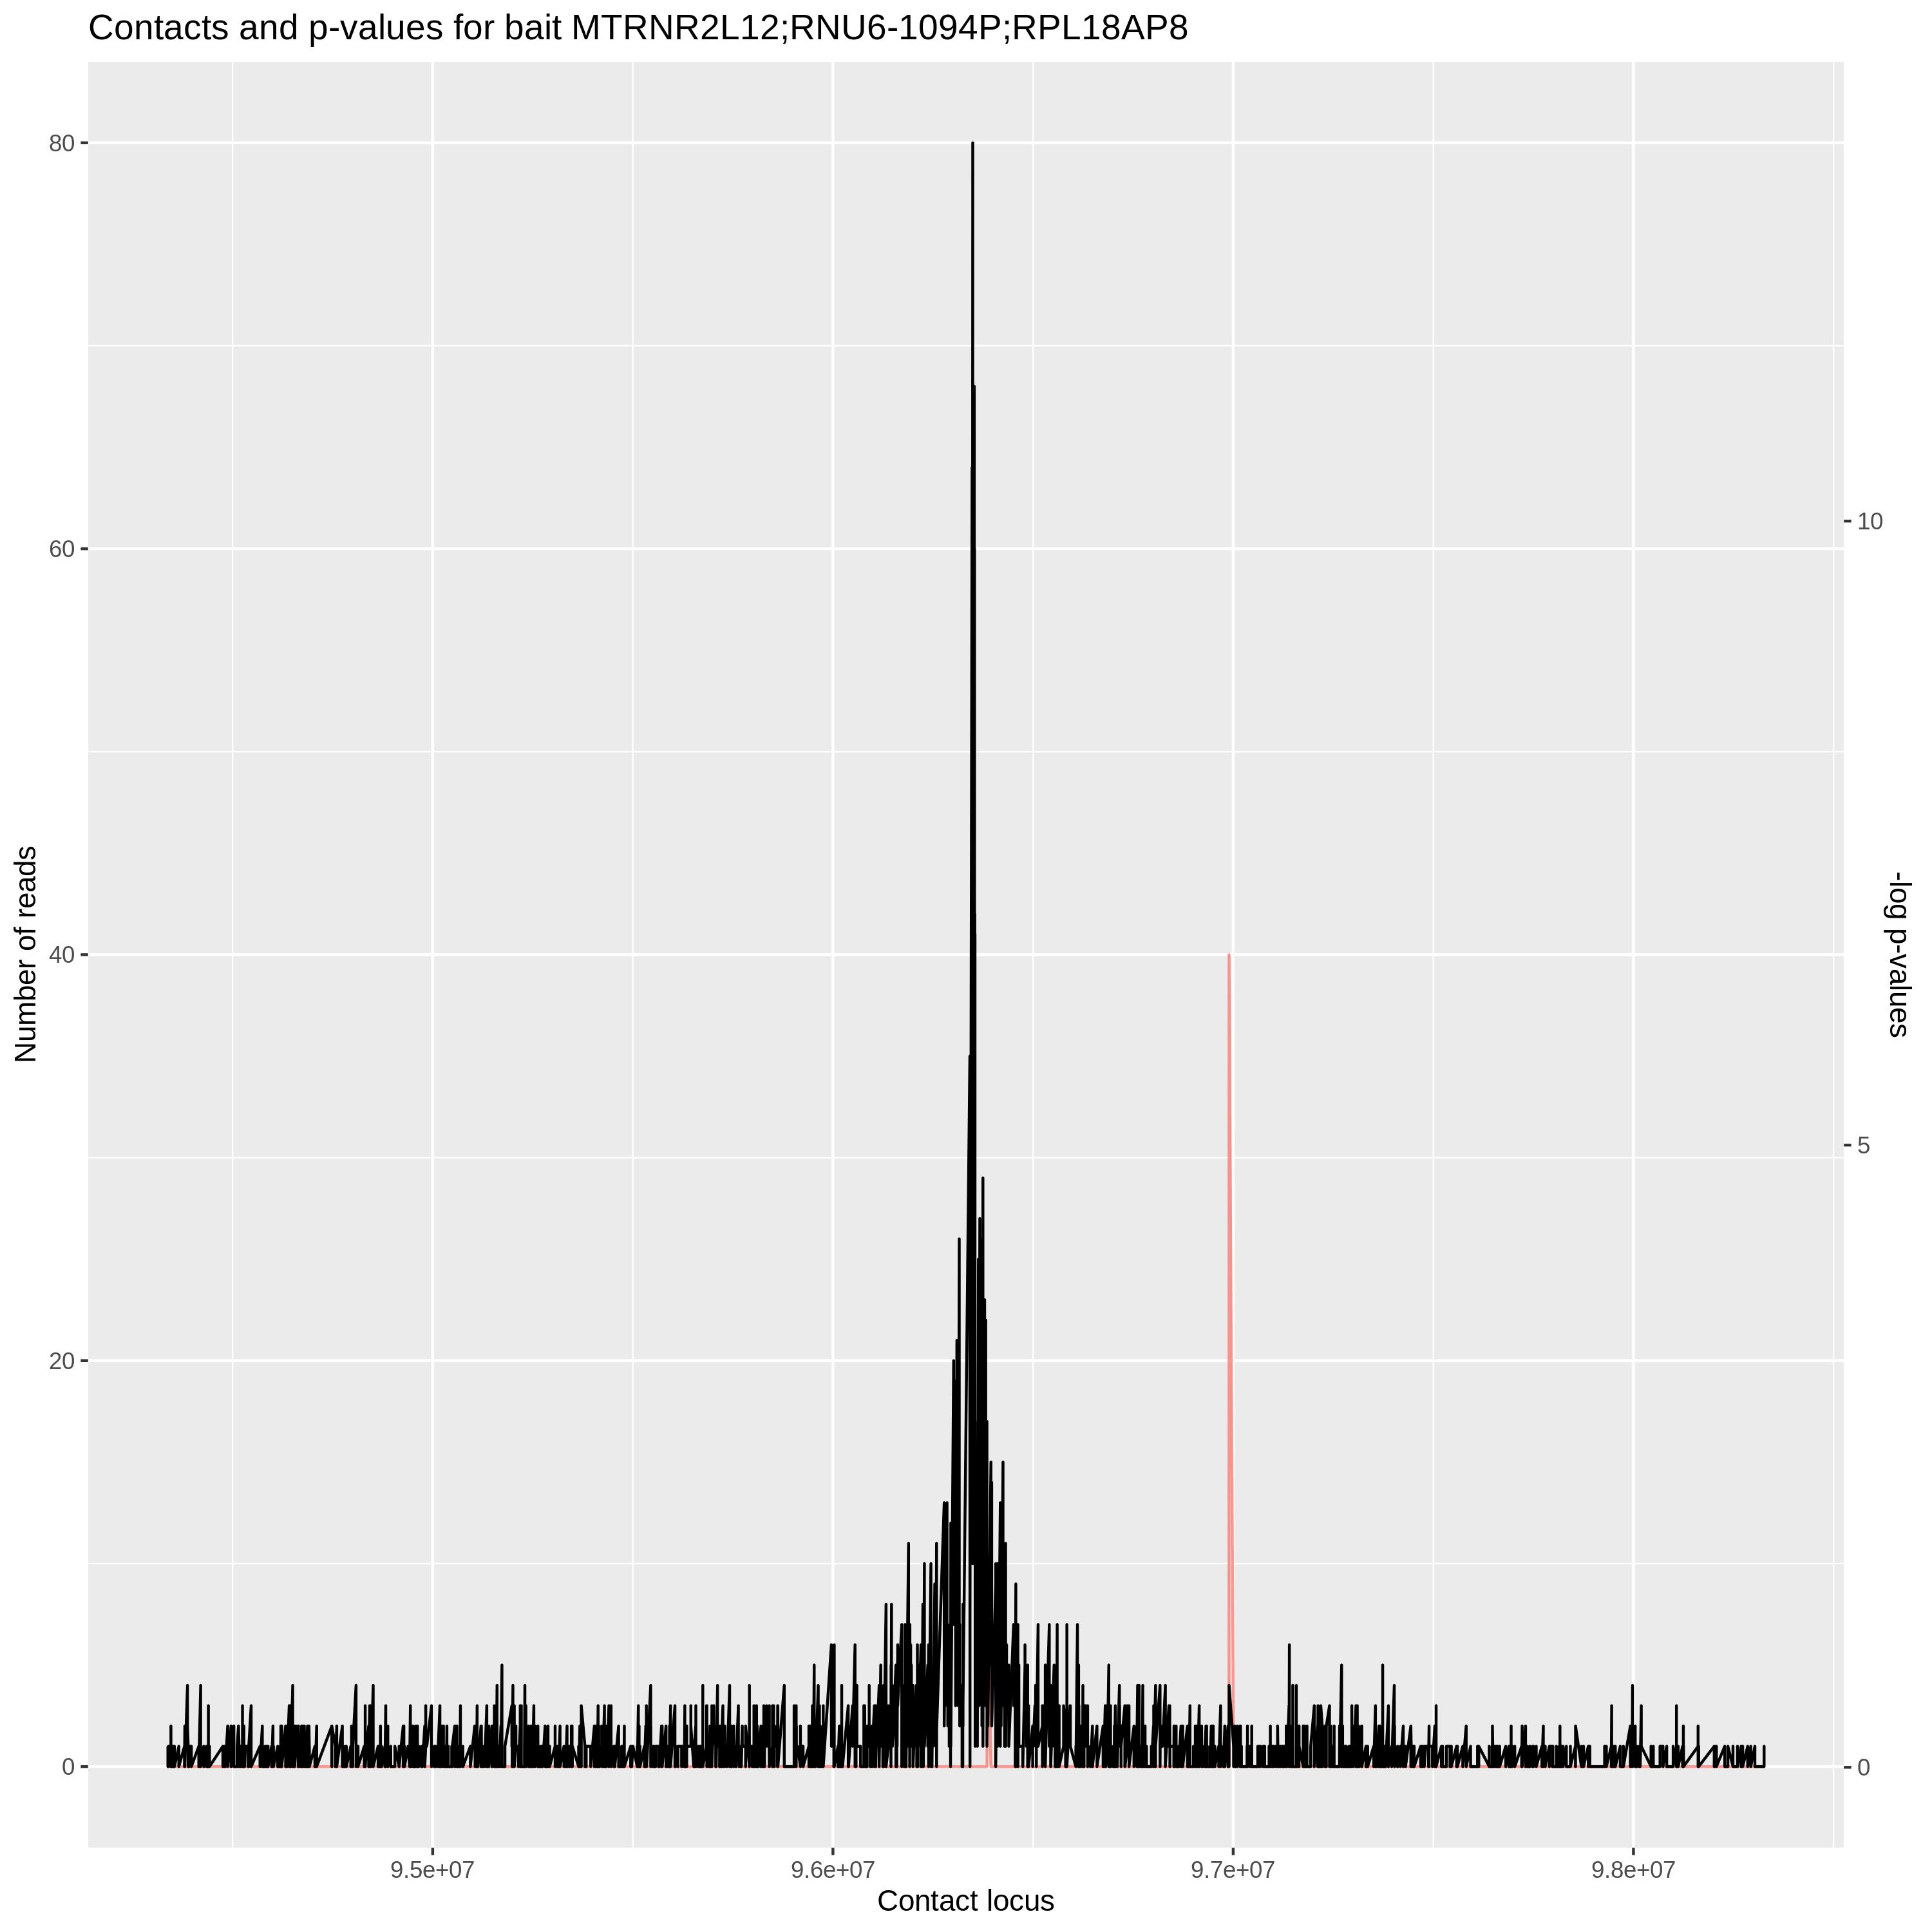 Contacts and p-values for bait MTRNR2L12;RNU6-1094P;RPL18AP8
80
60
40
20
0
Number of reads
10
5
0
-log p-values
9.5e+07
9.6e+07
9.7e+07
9.8e+07
Contact locus